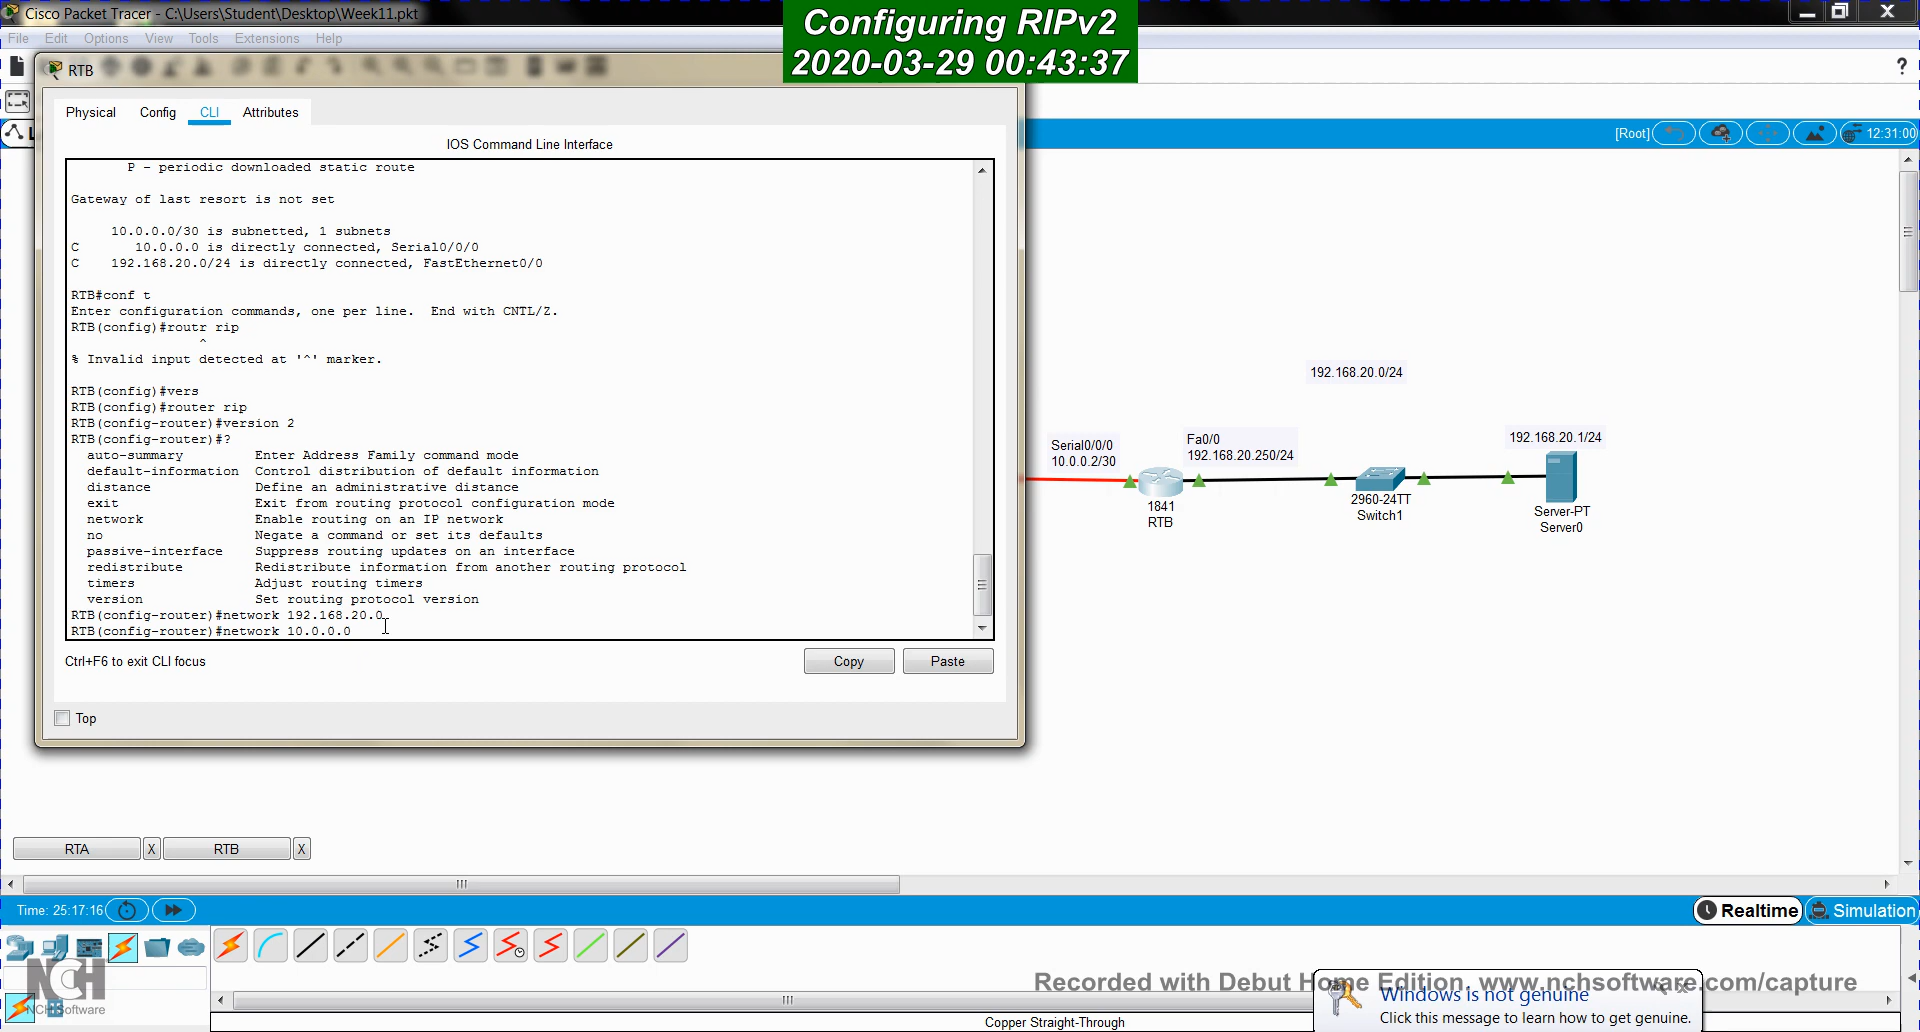 Cisco Packet Tracer - C:\Users\Student\Desktop\Week11.pkt
Configuring RIPv2
2020-03-29 00:43:37
File Edit Options View Tools Extensions Help
?
RTB
Physical Config CLI Attributes
IOS Command Line Interface
[Root]
12:31:00
P - periodic downloaded static route
Gateway of last resort is not set
10.0.0.0/30 is subnetted, 1 subnets
C 10.0.0.0 is directly connected, Serial0/0/0
C 192.168.20.0/24 is directly connected, FastEthernet0/0
RTB#conf t
Enter configuration commands, one per line. End with CNTL/Z.
RTB(config)#routr rip
^
% Invalid input detected at '^' marker.
RTB(config)#vers
RTB(config)#router rip
RTB(config-router)#version 2
RTB(config-router)#?
auto-summary Enter Address Family command mode
default-information Control distribution of default information
distance Define an administrative distance
exit Exit from routing protocol configuration mode
network Enable routing on an IP network
no Negate a command or set its defaults
passive-interface Suppress routing updates on an interface
redistribute Redistribute information from another routing protocol
timers Adjust routing timers
version Set routing protocol version
RTB(config-router)#network 192.168.20.0
RTB(config-router)#network 10.0.0.0
Ctrl+F6 to exit CLI focus
Copy Paste
Top
192.168.20.0/24
Serial0/0/0
10.0.0.2/30
Fa0/0
192.168.20.250/24
192.168.20.1/24
1841
RTB
2960-24TT
Switch1
Server-PT
Server0
RTA X RTB X
Time: 25:17:16
Realtime Simulation
NCH
NCH Software
Recorded with Debut Home Edition. www.nchsoftware.com/capture
Windows is not genuine
Click this message to learn how to get genuine.
Copper Straight-Through